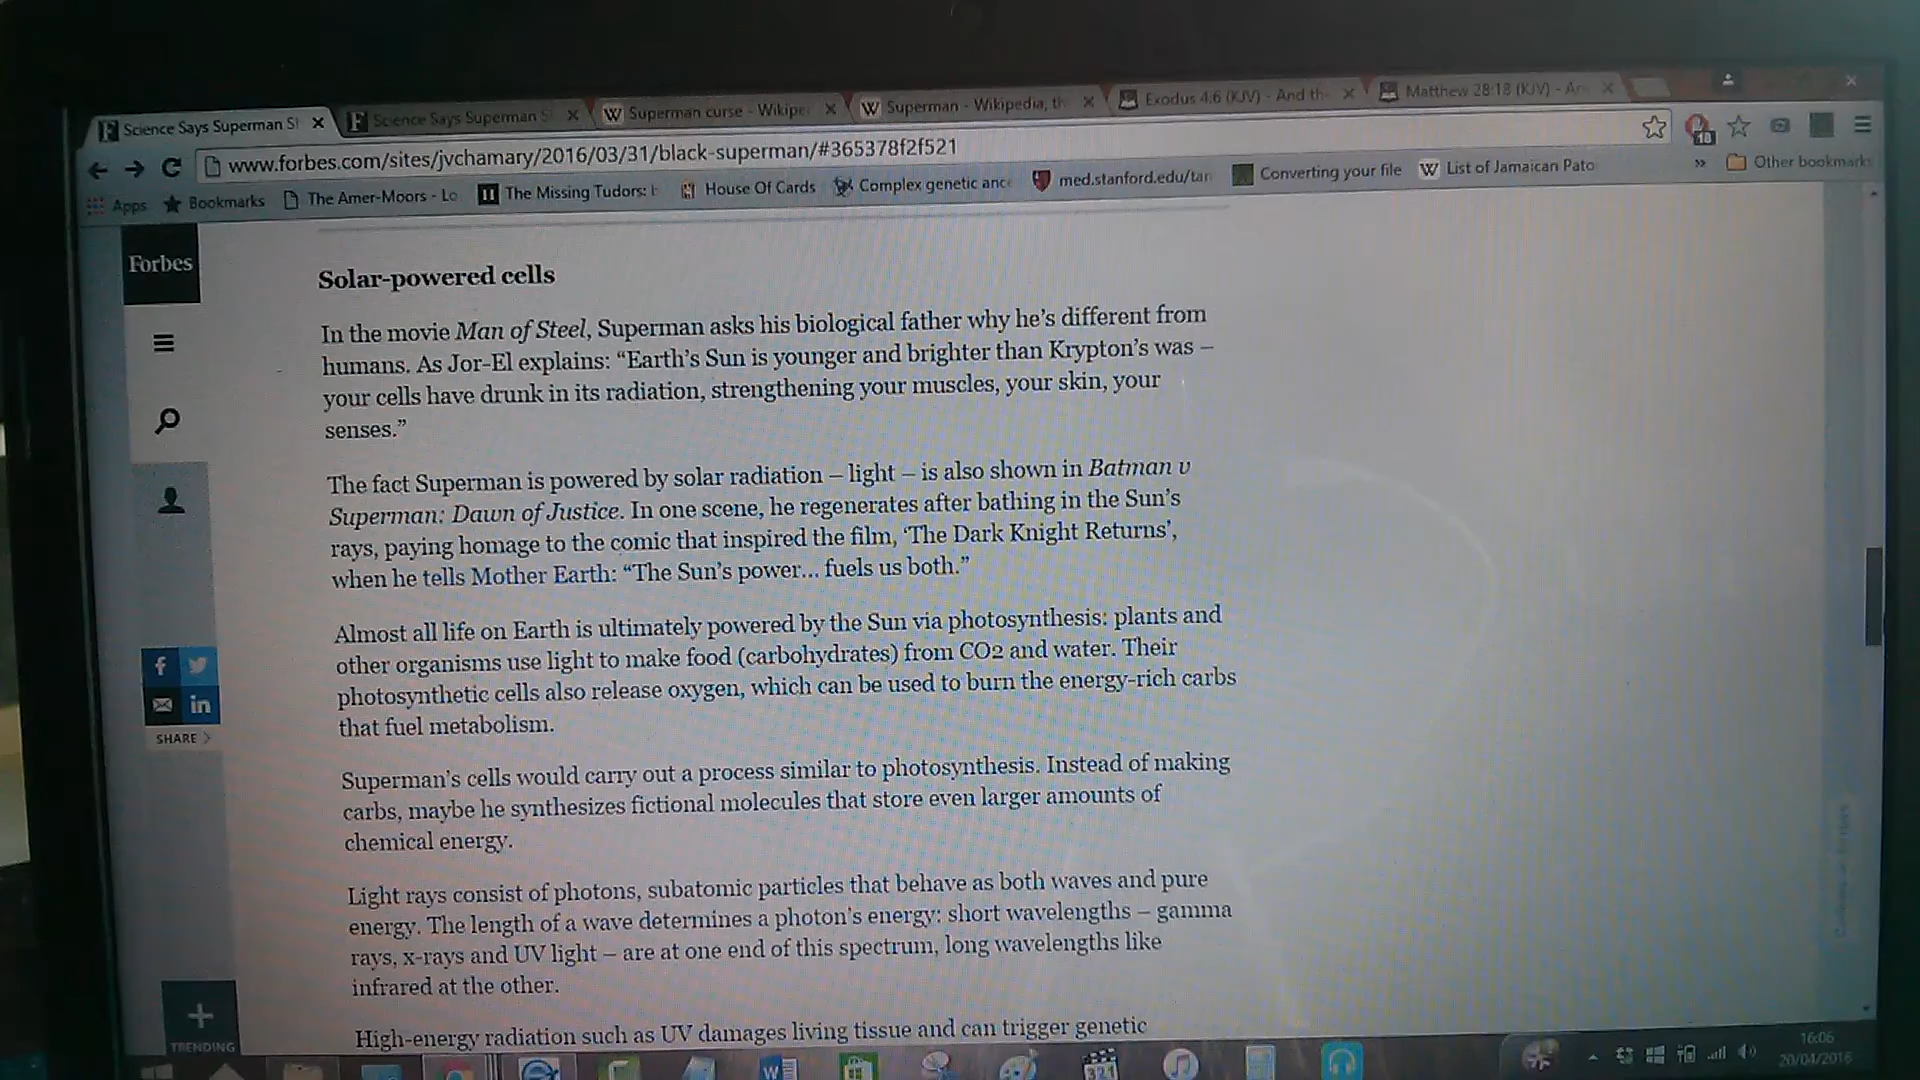 Science Says Superman S
Science Says Superman S
Superman curse - Wikipe
Superman - Wikipedia, th
Exodus 4:6 (KJV) - And th
Matthew 28:18 (KJV) - An
www.forbes.com/sites/jvchamary/2016/03/31/black-superman/#365378f2f521
18
Apps
Bookmarks
The Amer-Moors - Lo
The Missing Tudors:
House Of Cards
Complex genetic ance
med.stanford.edu/tar
Converting your file
List of Jamaican Pato
»
Other bookmarks
Forbes
Solar-powered cells
In the movie Man of Steel, Superman asks his biological father why he's different from
humans. As Jor-El explains: “Earth's Sun is younger and brighter than Krypton's was –
your cells have drunk in its radiation, strengthening your muscles, your skin, your
senses.”
The fact Superman is powered by solar radiation – light – is also shown in Batman v
Superman: Dawn of Justice. In one scene, he regenerates after bathing in the Sun's
rays, paying homage to the comic that inspired the film, ‘The Dark Knight Returns’,
when he tells Mother Earth: “The Sun's power... fuels us both.”
Almost all life on Earth is ultimately powered by the Sun via photosynthesis: plants and
other organisms use light to make food (carbohydrates) from CO2 and water. Their
photosynthetic cells also release oxygen, which can be used to burn the energy-rich carbs
that fuel metabolism.
Superman's cells would carry out a process similar to photosynthesis. Instead of making
carbs, maybe he synthesizes fictional molecules that store even larger amounts of
chemical energy.
Light rays consist of photons, subatomic particles that behave as both waves and pure
energy. The length of a wave determines a photon's energy: short wavelengths – gamma
rays, x-rays and UV light – are at one end of this spectrum, long wavelengths like
infrared at the other.
High-energy radiation such as UV damages living tissue and can trigger genetic
f
in
SHARE >
TRENDING
321
16:06
20/04/2016